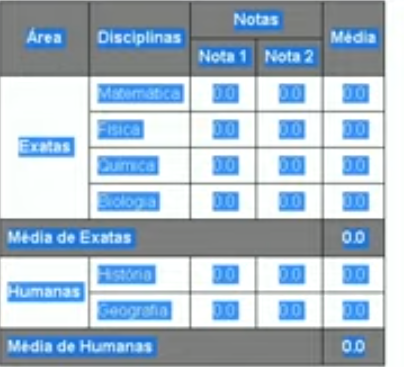 Área Disciplinas Notas Média
Nota 1 Nota 2
Exatas
Matemática 0.0 0.0 0.0
Física 0.0 0.0 0.0
Química 0.0 0.0 0.0
Biologia 0.0 0.0 0.0
Média de Exatas 0.0
Humanas
História 0.0 0.0 0.0
Geografia 0.0 0.0 0.0
Média de Humanas 0.0